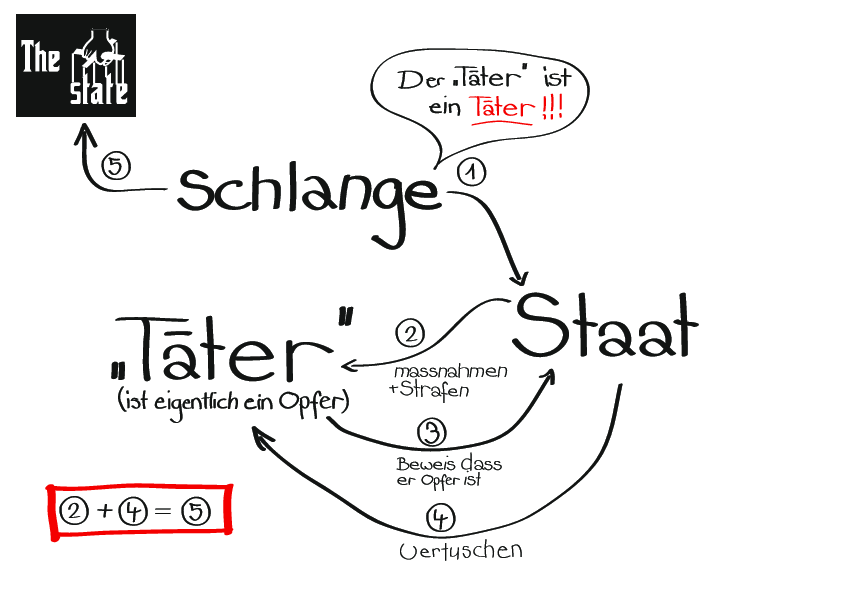 The
state
Der „Täter" ist
ein Täter!!!
5
Schlange
1
„Täter"
(ist eigentlich ein Opfer)
2
massnahmen
+Strafen
Staat
3
Beweis dass
er Opfer ist
4
Vertuschen
2 + 4 = 5